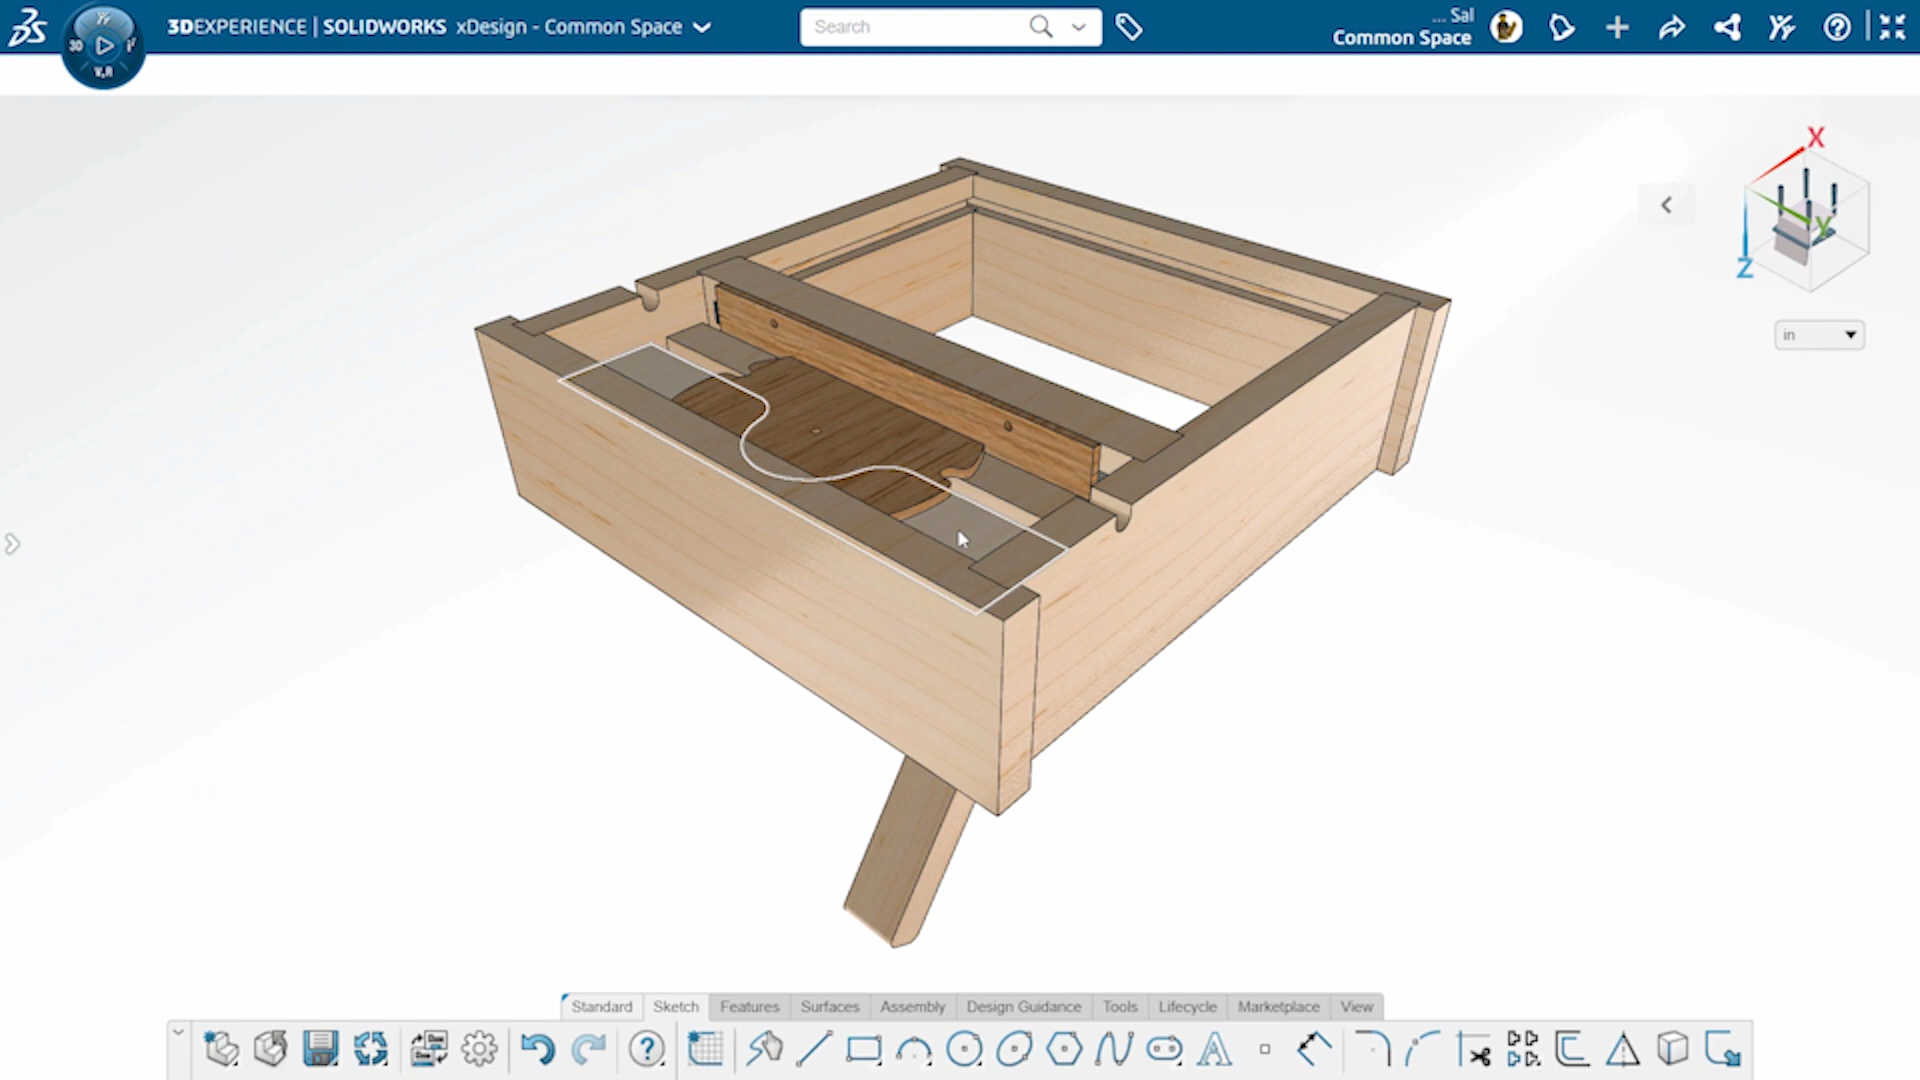 3DEXPERIENCE | SOLIDWORKS xDesign - Common Space
Search
... Sal
Common Space
3D
V.R
X
Y
Z
in
Standard Sketch Features Surfaces Assembly Design Guidance Tools Lifecycle Marketplace View